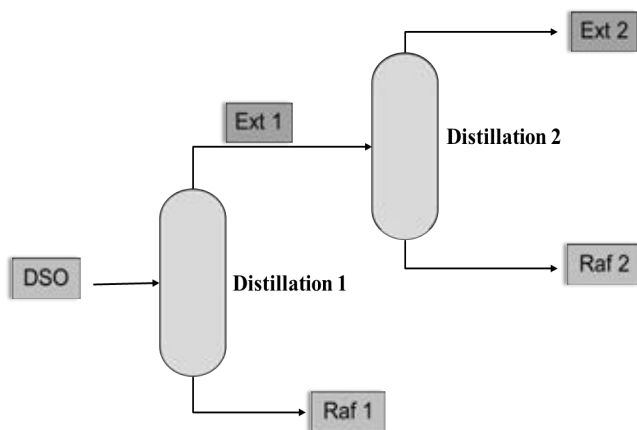 Ext 2
Ext 1
Distillation 2
DSO
Distillation 1
Raf 2
Raf 1